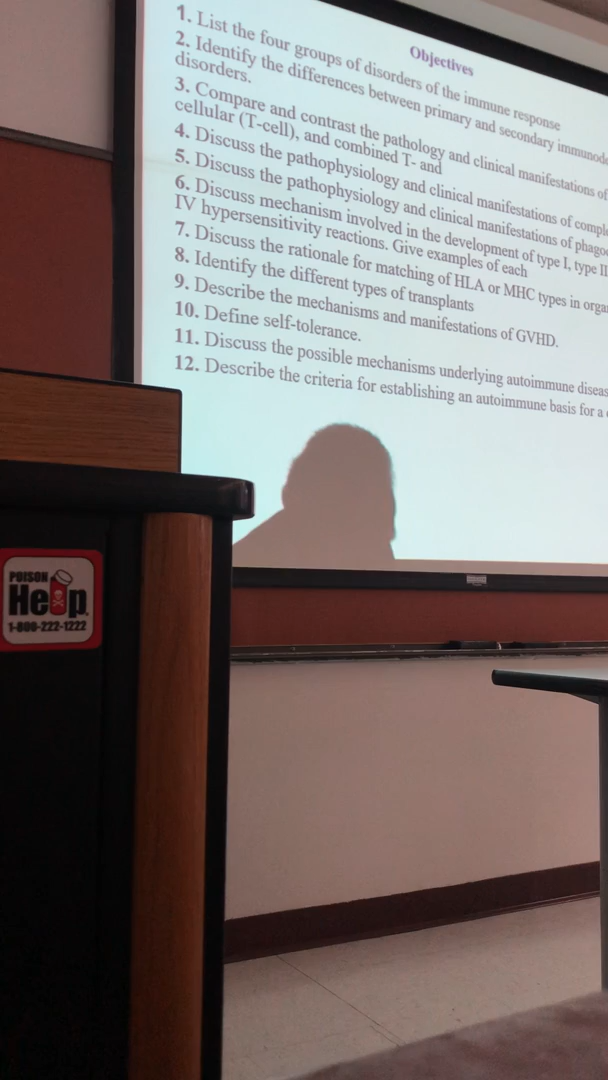 Objectives
1. List the four groups of disorders of the immune response
2. Identify the differences between primary and secondary immunode
disorders.
3. Compare and contrast the pathology and clinical manifestations of
cellular (T-cell), and combined T- and
4. Discuss the pathophysiology and clinical manifestations of comple
5. Discuss the pathophysiology and clinical manifestations of phago
6. Discuss mechanism involved in the development of type I, type II
IV hypersensitivity reactions. Give examples of each
7. Discuss the rationale for matching of HLA or MHC types in orga
8. Identify the different types of transplants
9. Describe the mechanisms and manifestations of GVHD.
10. Define self-tolerance.
11. Discuss the possible mechanisms underlying autoimmune diseas
12. Describe the criteria for establishing an autoimmune basis for a
POISON
Help
1-800-222-1222